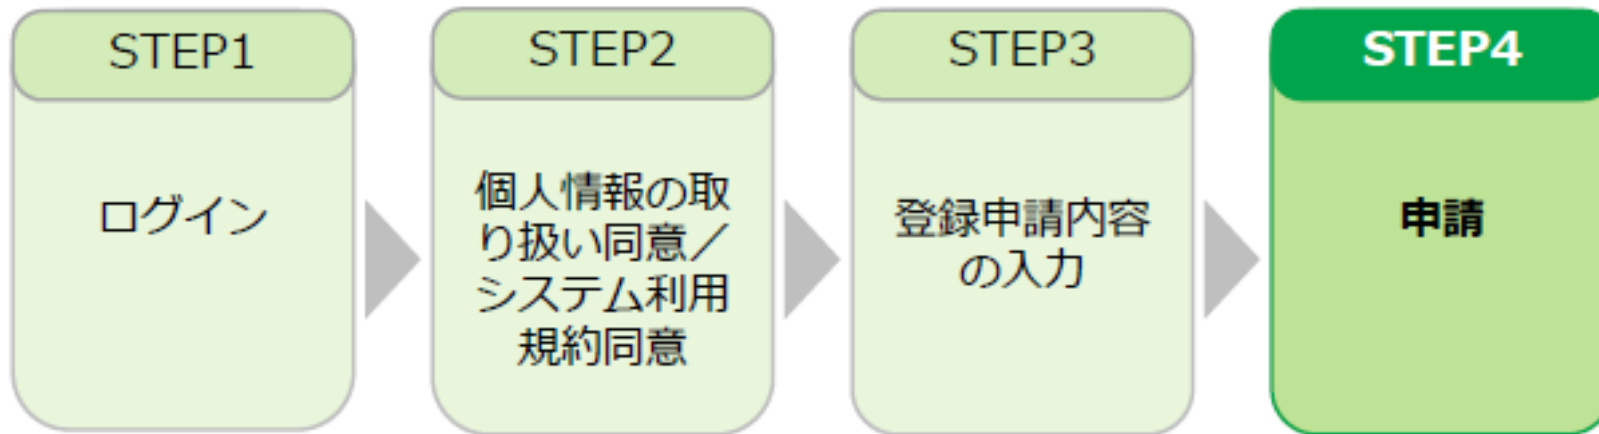 STEP1
ログイン
STEP2
個人情報の取
り扱い同意／
システム利用
規約同意
STEP3
登録申請内容
の入力
STEP4
申請